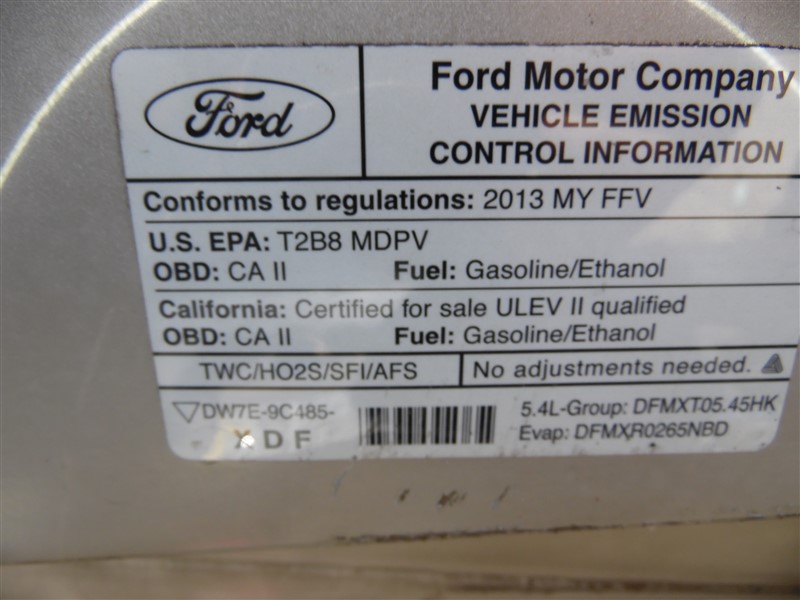 Ford
Ford Motor Company
VEHICLE EMISSION
CONTROL INFORMATION
Conforms to regulations: 2013 MY FFV
U.S. EPA: T2B8 MDPV
OBD: CA II Fuel: Gasoline/Ethanol
California: Certified for sale ULEV II qualified
OBD: CA II Fuel: Gasoline/Ethanol
TWC/HO2S/SFI/AFS No adjustments needed.
DW7E-9C485- 5.4L-Group: DFMXT05.45HK
X D F Evap: DFMXR0265NBD